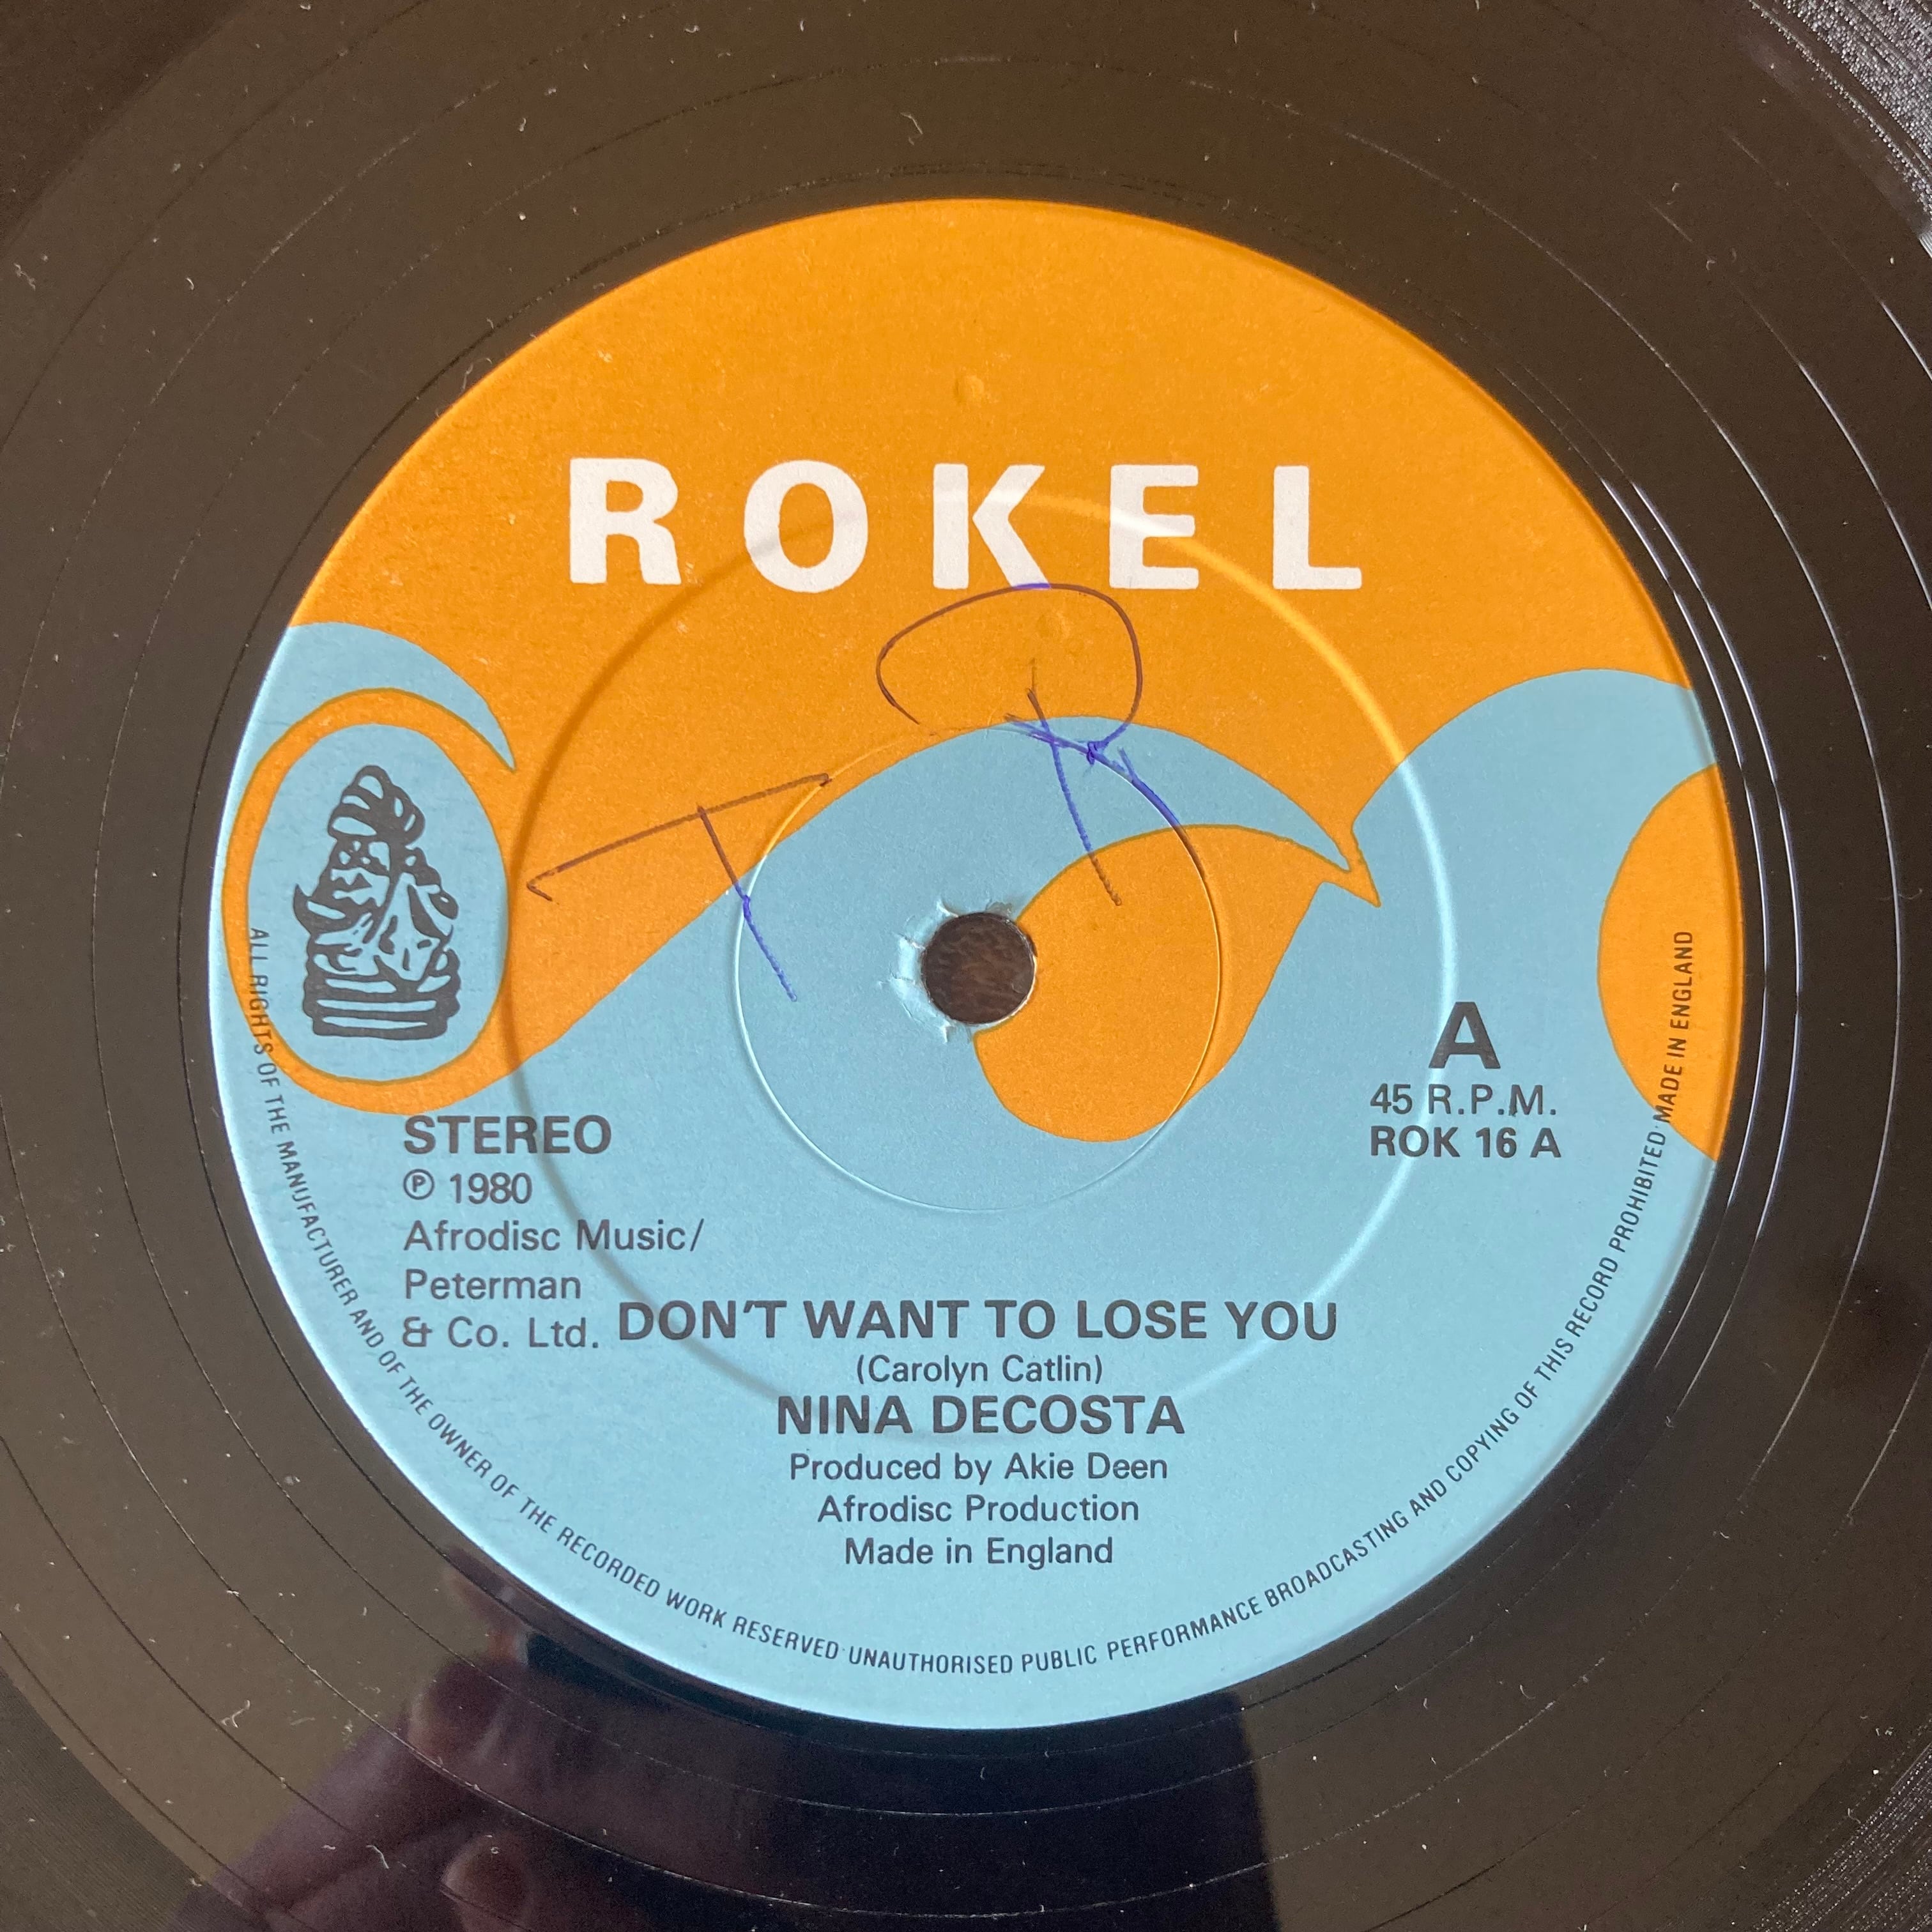 ROKEL
A
45 R.P.M.
ROK 16 A
STEREO
℗ 1980
Afrodisc Music/
Peterman
& Co. Ltd.
DON'T WANT TO LOSE YOU
(Carolyn Catlin)
NINA DECOSTA
Produced by Akie Deen
Afrodisc Production
Made in England
ALL RIGHTS OF THE MANUFACTURER AND OF THE OWNER OF THE RECORDED WORK RESERVED · UNAUTHORISED PUBLIC PERFORMANCE BROADCASTING AND COPYING OF THIS RECORD PROHIBITED · MADE IN ENGLAND